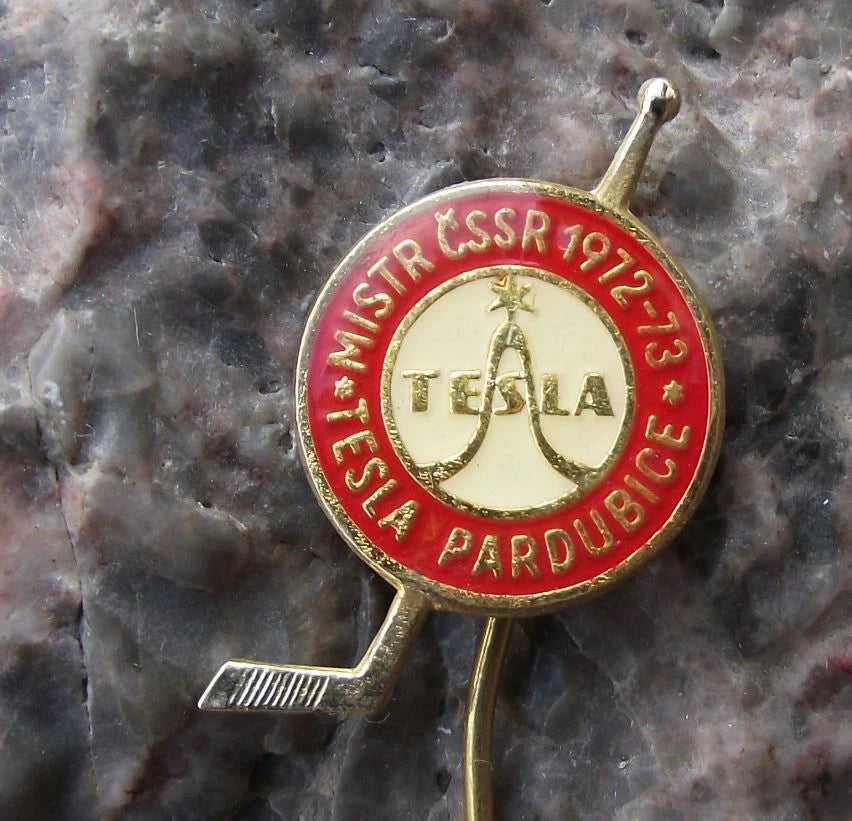 MISTR ČSSR 1972-73
TESLA
* TESLA PARDUBICE *